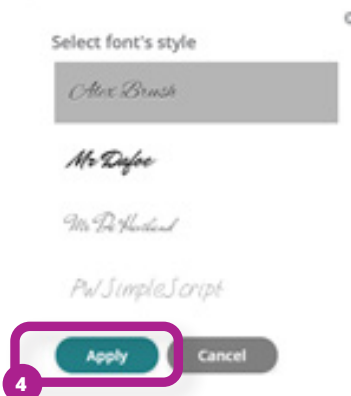 Select font's style
Alex Brush
Mr Dafoe
Mr De Haviland
PWSimpleScript
Apply Cancel
4